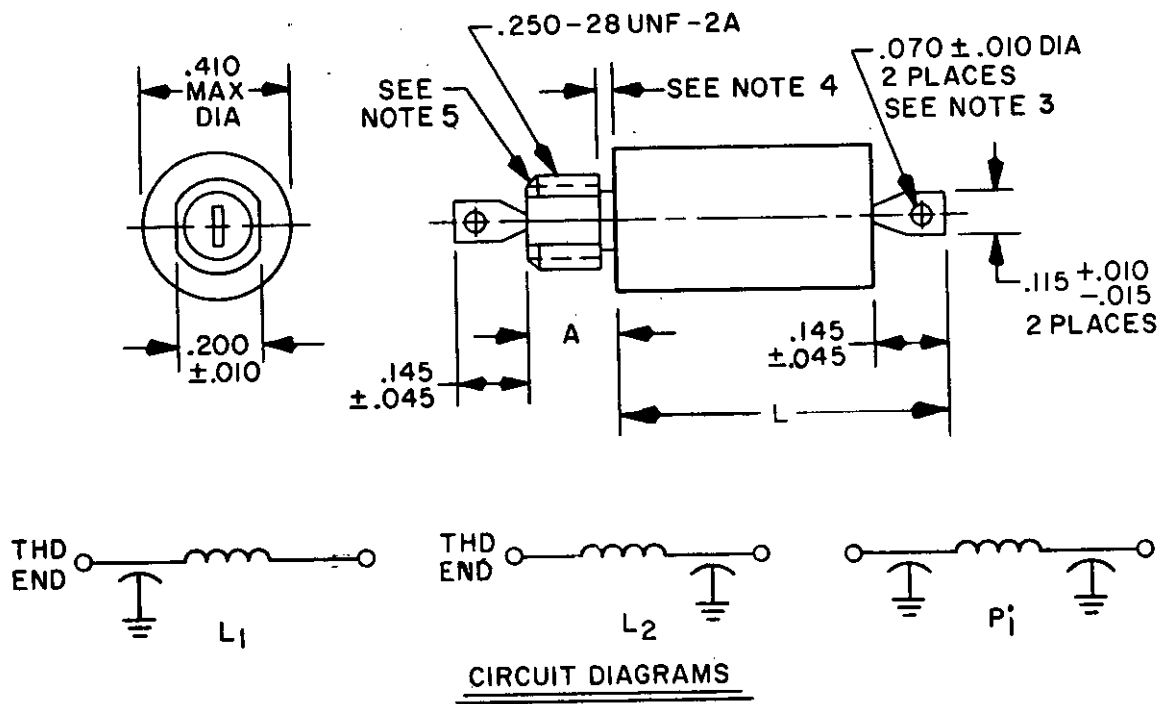 .250-28 UNF-2A
.410
MAX
DIA
SEE
NOTE 5
SEE NOTE 4
.070 ±.010 DIA
2 PLACES
SEE NOTE 3
.200
±.010
.145
±.045
A
.145
±.045
L
.115 +.010
-.015
2 PLACES
THD
END
L1
THD
END
L2
Pi
CIRCUIT DIAGRAMS